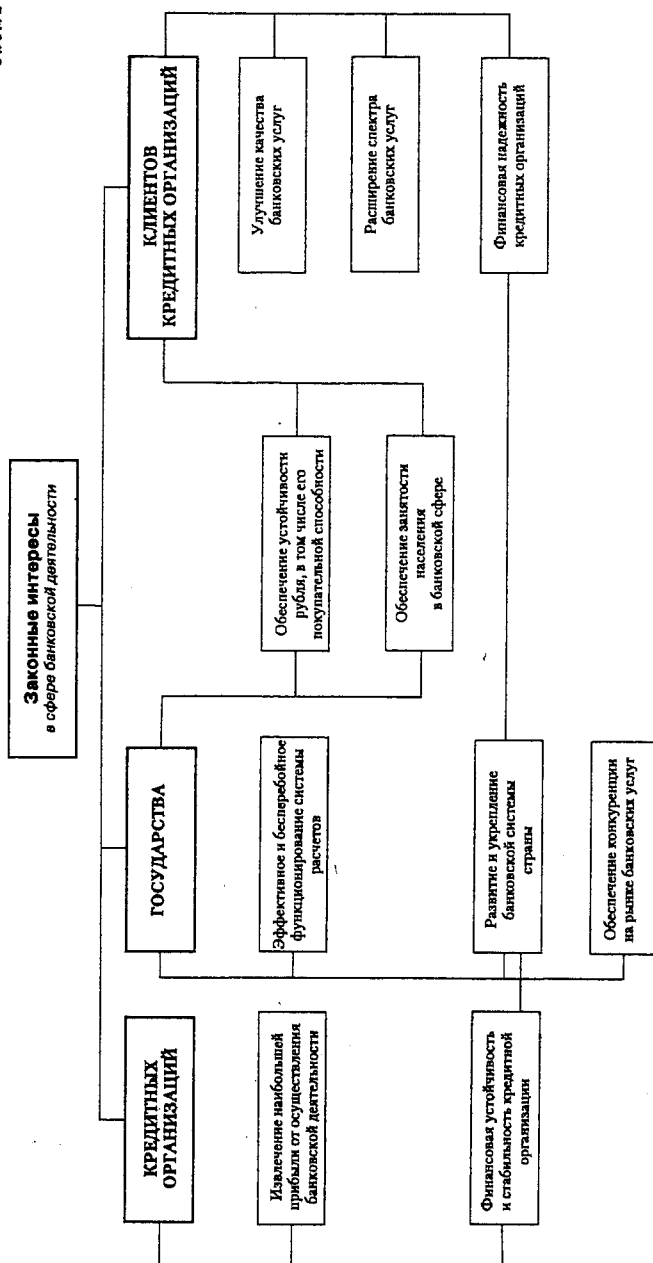 Законные интересы
в сфере банковской деятельности
КРЕДИТНЫХ
ОРГАНИЗАЦИЙ
ГОСУДАРСТВА
КЛИЕНТОВ
КРЕДИТНЫХ ОРГАНИЗАЦИЙ
Извлечение наибольшей
прибыли от осуществления
банковской деятельности
Эффективное и бесперебойное
функционирование системы
расчетов
Обеспечение устойчивости
рубля, в том числе его
покупательной способности
Улучшение качества
банковских услуг
Обеспечение занятости
населения
в банковской сфере
Расширение спектра
банковских услуг
Финансовая устойчивость
и стабильность кредитной
организации
Развитие и укрепление
банковской системы
страны
Финансовая надежность
кредитных организаций
Обеспечение конкуренции
на рынке банковских услуг